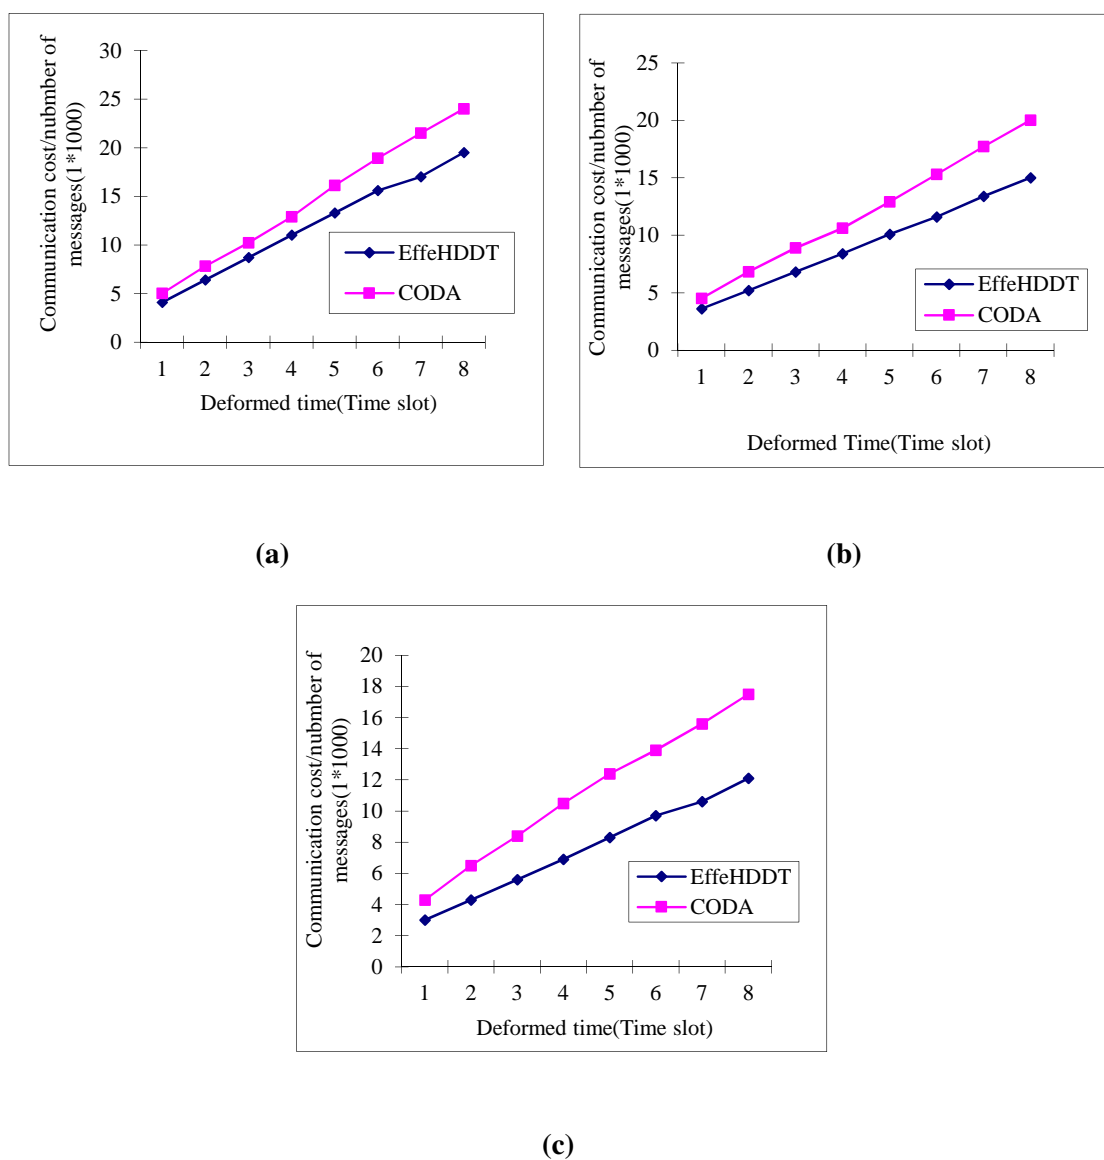 Communication cost/nubmber of
messages(1*1000)
30
25
20
15
10
5
0
1 2 3 4 5 6 7 8
Deformed time(Time slot)
EffeHDDT
CODA
(a)
Communication cost/nubmber of
messages(1*1000)
25
20
15
10
5
0
1 2 3 4 5 6 7 8
Deformed Time(Time slot)
EffeHDDT
CODA
(b)
Communication cost/nubmber of
messages(1*1000)
20
18
16
14
12
10
8
6
4
2
0
1 2 3 4 5 6 7 8
Deformed time(Time slot)
EffeHDDT
CODA
(c)